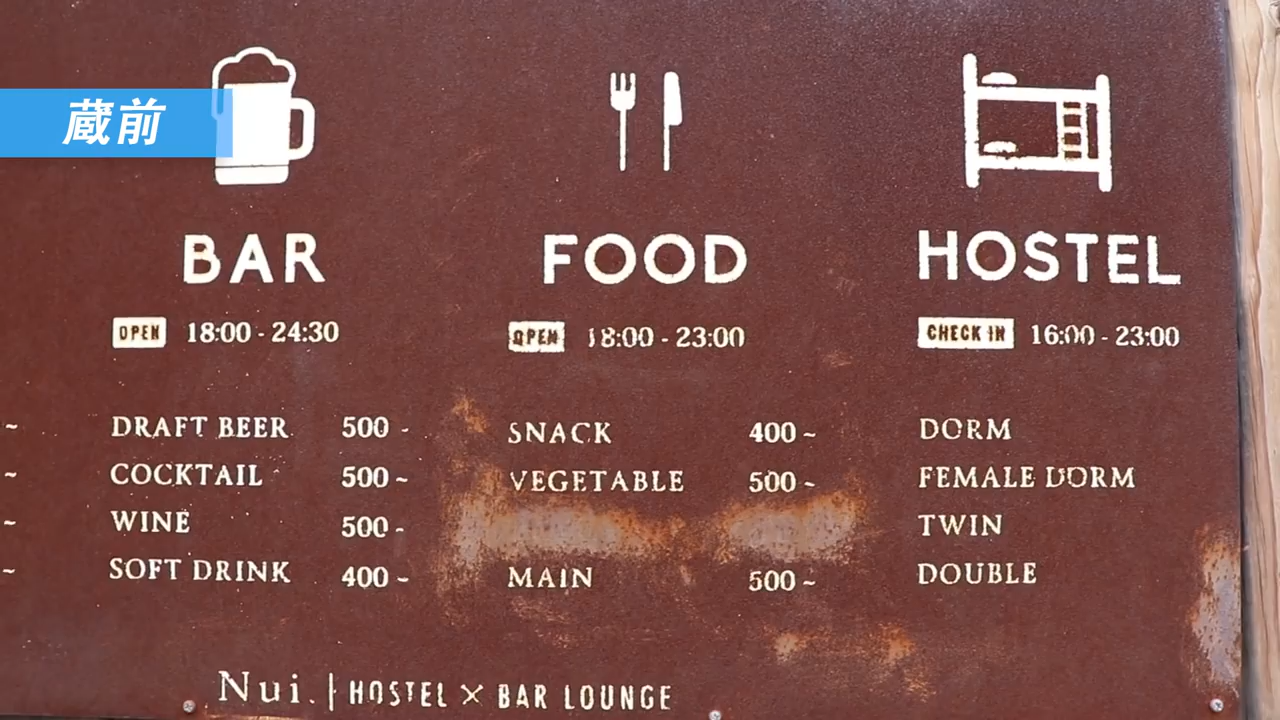 蔵前
BAR
OPEN 18:00 - 24:30
DRAFT BEER 500 -
COCKTAIL 500 ~
WINE 500 -
SOFT DRINK 400 ~
FOOD
OPEN 18:00 - 23:00
SNACK 400 ~
VEGETABLE 500 ~
MAIN 500 ~
HOSTEL
CHECK IN 16:00 - 23:00
DORM
FEMALE DORM
TWIN
DOUBLE
Nui. | HOSTEL × BAR LOUNGE